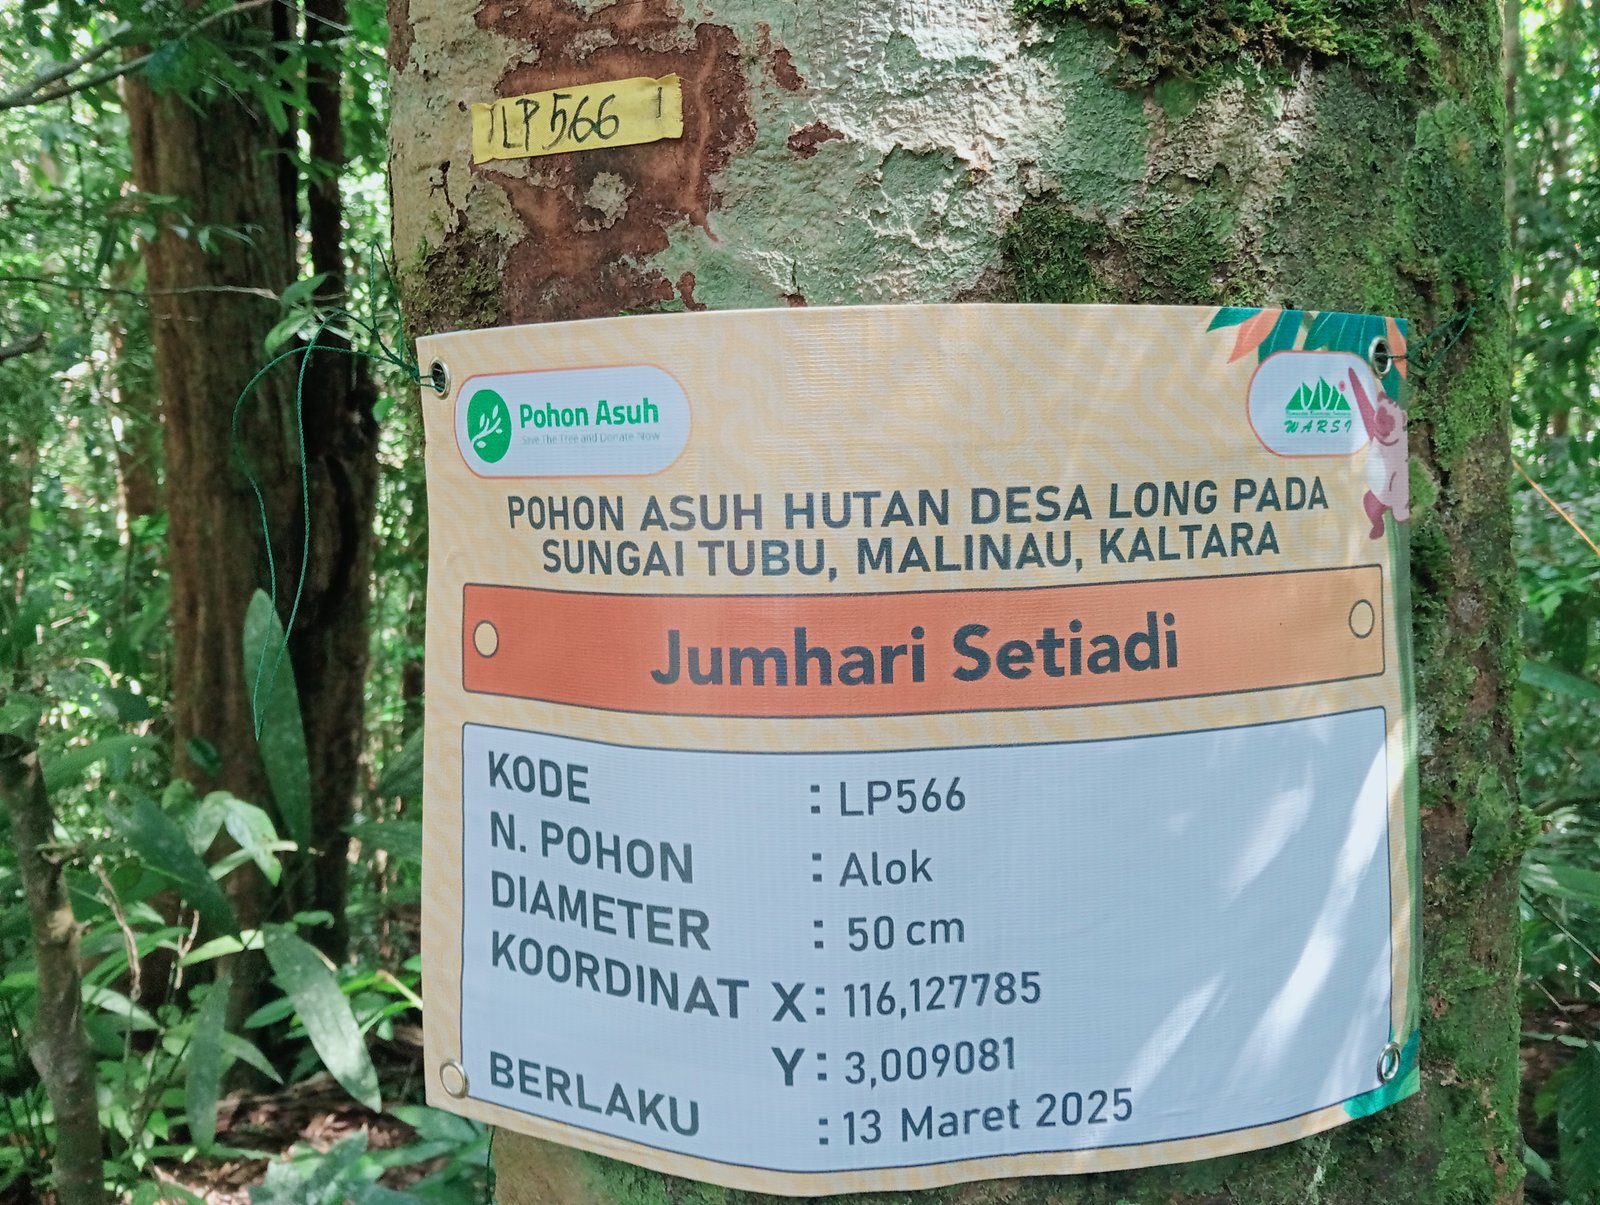 LP566
Pohon Asuh
Save The Tree and Donate Now
WARSI
POHON ASUH HUTAN DESA LONG PADA
SUNGAI TUBU, MALINAU, KALTARA
Jumhari Setiadi
KODE : LP566
N. POHON : Alok
DIAMETER : 50 cm
KOORDINAT X : 116,127785
Y : 3,009081
BERLAKU : 13 Maret 2025